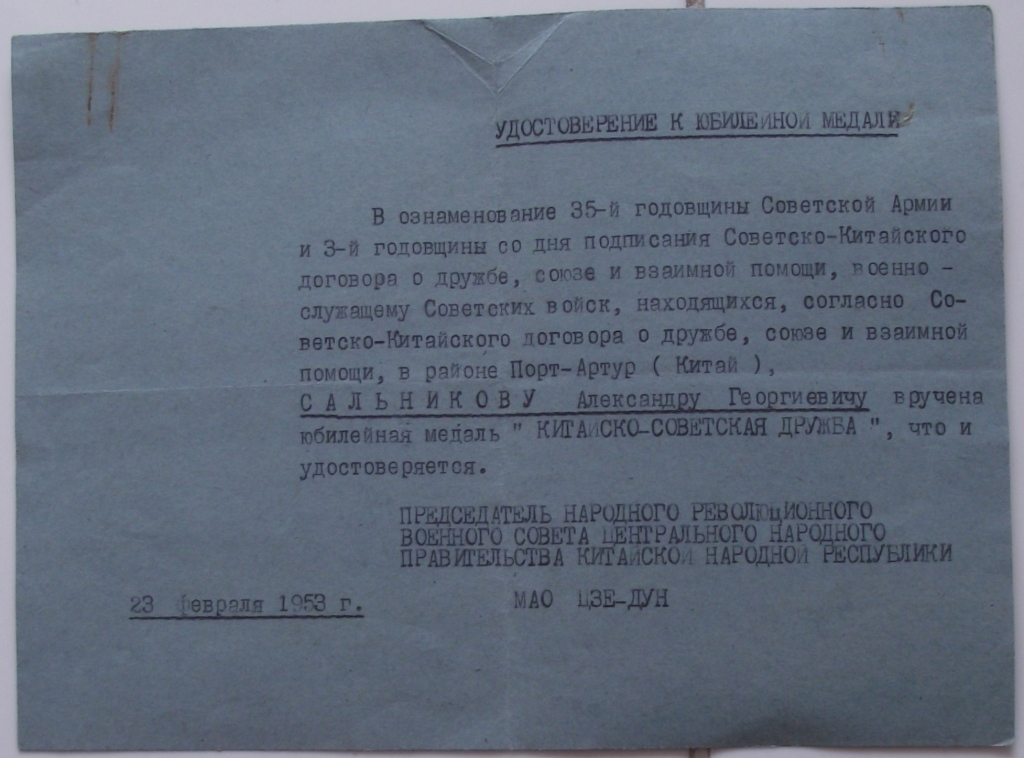 УДОСТОВЕРЕНИЕ К ЮБИЛЕЙНОЙ МЕДАЛИ
В ознаменование 35-й годовщины Советской Армии
и 3-й годовщины со дня подписания Советско-Китайского
договора о дружбе, союзе и взаимной помощи, военно -
служащему Советских войск, находящихся, согласно Со-
ветско-Китайского договора о дружбе, союзе и взаимной
помощи, в районе Порт-Артур ( Китай ),
САЛЬНИКОВУ Александру Георгиевичу вручена
юбилейная медаль " КИТАЙСКО-СОВЕТСКАЯ ДРУЖБА ", что и
удостоверяется.
ПРЕДСЕДАТЕЛЬ НАРОДНОГО РЕВОЛЮЦИОННОГО
ВОЕННОГО СОВЕТА ЦЕНТРАЛЬНОГО НАРОДНОГО
ПРАВИТЕЛЬСТВА КИТАЙСКОЙ НАРОДНОЙ РЕСПУБЛИКИ
23 февраля 1953 г. МАО ЦЗЕ-ДУН